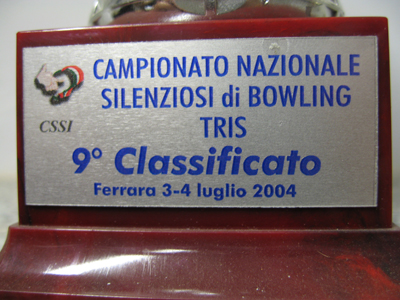 CAMPIONATO NAZIONALE
SILENZIOSI di BOWLING
CSSI
TRIS
9° Classificato
Ferrara 3-4 luglio 2004